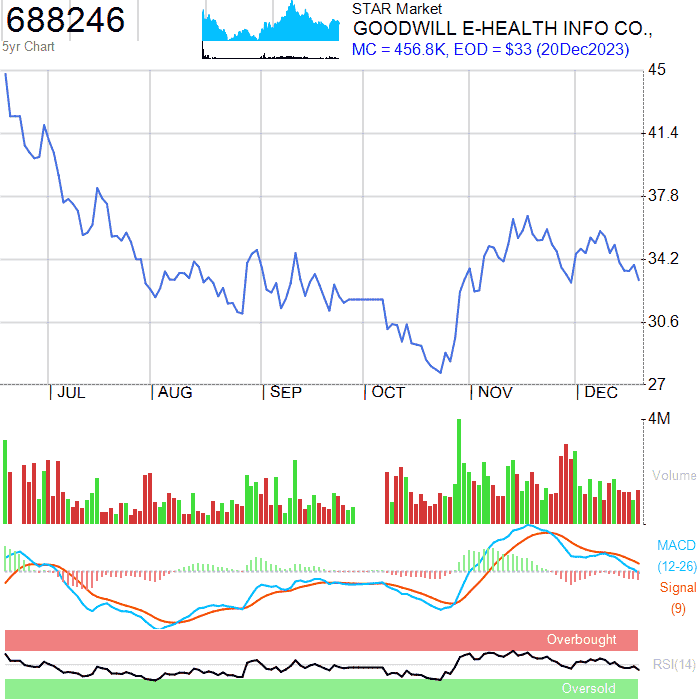 688246
5yr Chart
STAR Market
GOODWILL E-HEALTH INFO CO.,
MC = 456.8K, EOD = $33 (20Dec2023)
45
41.4
37.8
34.2
30.6
27
JUL AUG SEP OCT NOV DEC
4M
Volume
MACD
(12-26)
Signal
(9)
Overbought
RSI(14)
Oversold